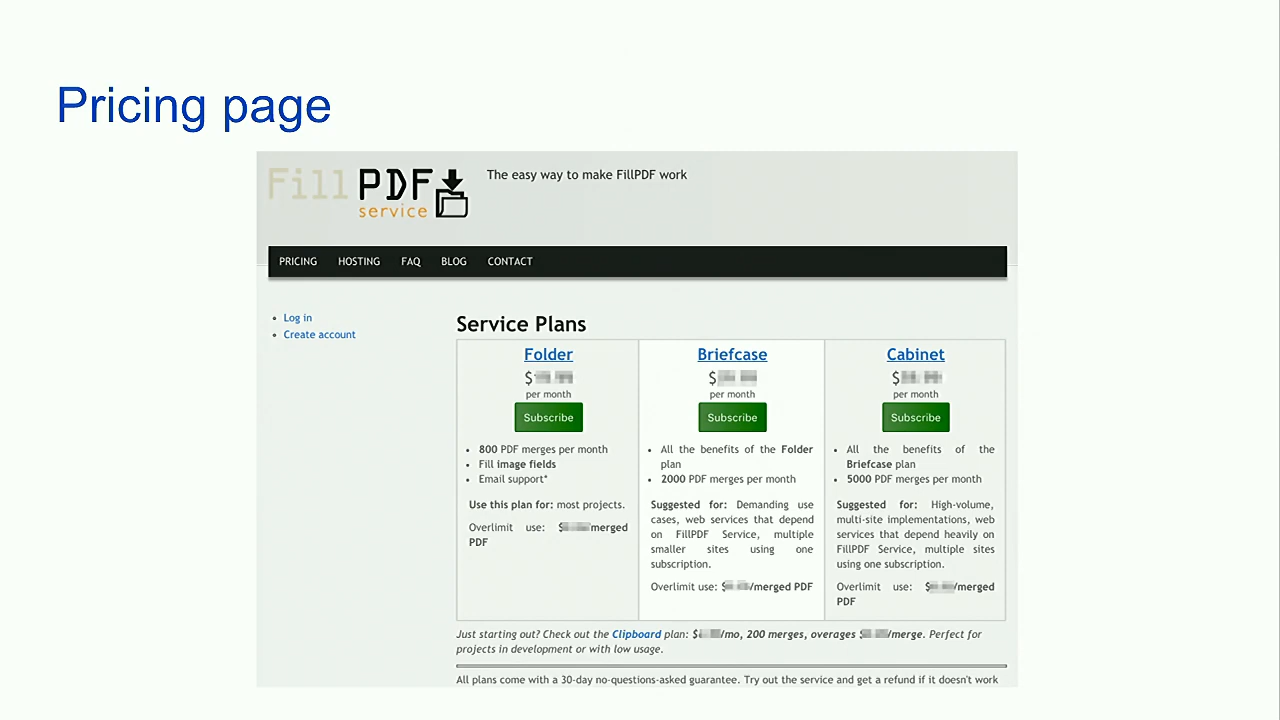 Pricing page
Fill PDF
service
The easy way to make FillPDF work
PRICING HOSTING FAQ BLOG CONTACT
Log in
Create account
Service Plans
Folder
$
per month
Subscribe
800 PDF merges per month
Fill image fields
Email support*
Use this plan for: most projects.
Overlimit use: $ merged
PDF
Briefcase
$
per month
Subscribe
All the benefits of the Folder
plan
2000 PDF merges per month
Suggested for: Demanding use
cases, web services that depend
on FillPDF Service, multiple
smaller sites using one
subscription.
Overlimit use: $ /merged PDF
Cabinet
$
per month
Subscribe
All the benefits of the
Briefcase plan
5000 PDF merges per month
Suggested for: High-volume,
multi-site implementations, web
services that depend heavily on
FillPDF Service, multiple sites
using one subscription.
Overlimit use: $ /merged
PDF
Just starting out? Check out the Clipboard plan: $ /mo, 200 merges, overages $ /merge. Perfect for
projects in development or with low usage.
All plans come with a 30-day no-questions-asked guarantee. Try out the service and get a refund if it doesn't work